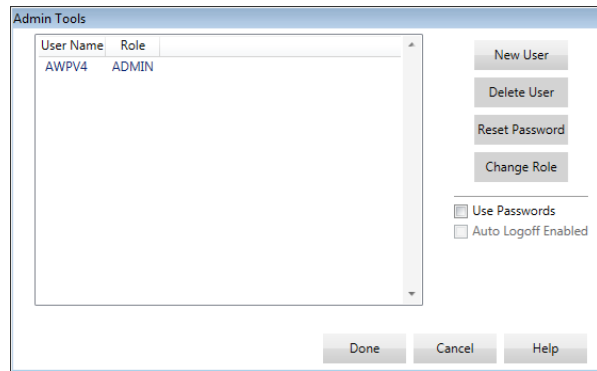 Admin Tools
User Name Role
AWPV4 ADMIN
New User
Delete User
Reset Password
Change Role
Use Passwords
Auto Logoff Enabled
Done Cancel Help